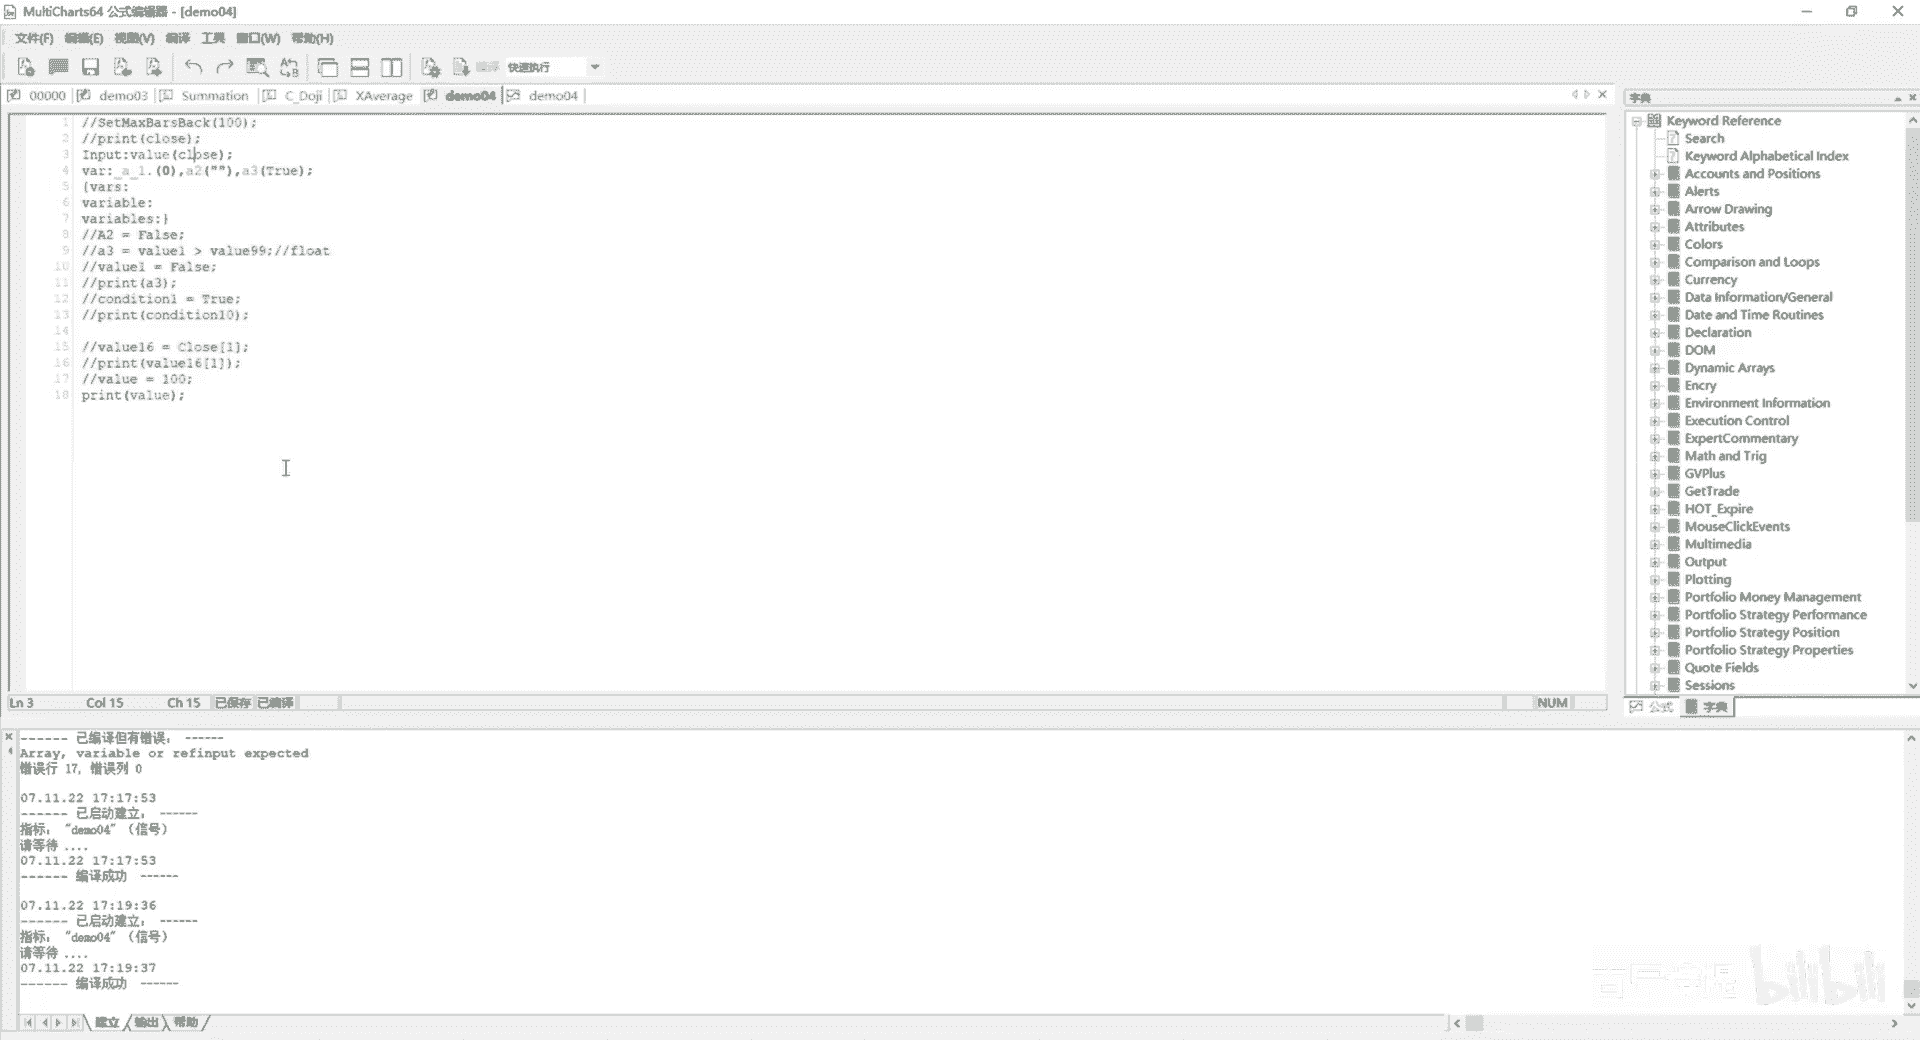 MultiCharts64 公式编辑器 - [demo04]
文件(F) 编辑(E) 视图(V) 编译 工具 窗口(W) 帮助(H)
快速执行
00000 demo03 Summation C_Doji XAverage demo04 demo04
1 //SetMaxBarsBack(100);
2 //print(close);
3 Input:value(close);
4 var:_a_1.(0),a2(""),a3(True);
5 {vars:
6 variable:
7 variables:}
8 //A2 = False;
9 //a3 = value1 > value99;//float
10 //value1 = False;
11 //print(a3);
12 //condition1 = True;
13 //print(condition10);
14
15 //value16 = Close[1];
16 //print(value16[1]);
17 //value = 100;
18 print(value);
Ln 3 Col 15 Ch 15 已保存 已编译 NUM
字典
Keyword Reference
Search
Keyword Alphabetical Index
Accounts and Positions
Alerts
Arrow Drawing
Attributes
Colors
Comparison and Loops
Currency
Data Information/General
Date and Time Routines
Declaration
DOM
Dynamic Arrays
Encry
Environment Information
Execution Control
ExpertCommentary
Math and Trig
GVPlus
GetTrade
HOT_Expire
MouseClickEvents
Multimedia
Output
Plotting
Portfolio Money Management
Portfolio Strategy Performance
Portfolio Strategy Position
Portfolio Strategy Properties
Quote Fields
Sessions
公式 字典
------ 已编译但有错误: ------
Array, variable or refinput expected
错误行 17, 错误列 0
07.11.22 17:17:53
------ 已启动建立: ------
指标: "demo04" (信号)
请等待 ....
07.11.22 17:17:53
------ 编译成功 ------
07.11.22 17:19:36
------ 已启动建立: ------
指标: "demo04" (信号)
请等待 ....
07.11.22 17:19:37
------ 编译成功 ------
建立 输出 帮助
bilibili